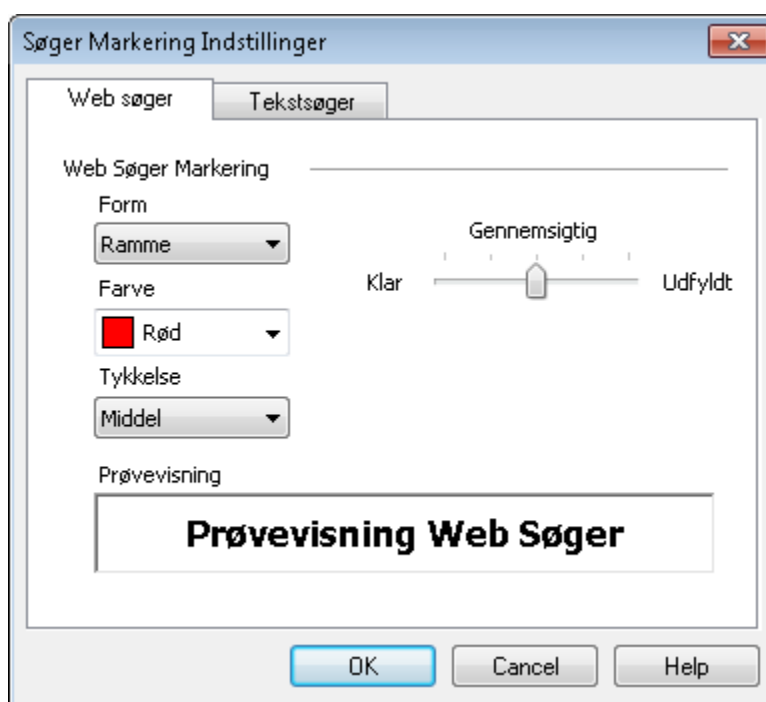 Søger Markering Indstillinger
Web søger
Tekstsøger
Web Søger Markering
Form
Ramme
Gennemsigtig
Klar
Udfyldt
Farve
Rød
Tykkelse
Middel
Prøvevisning
Prøvevisning Web Søger
OK
Cancel
Help